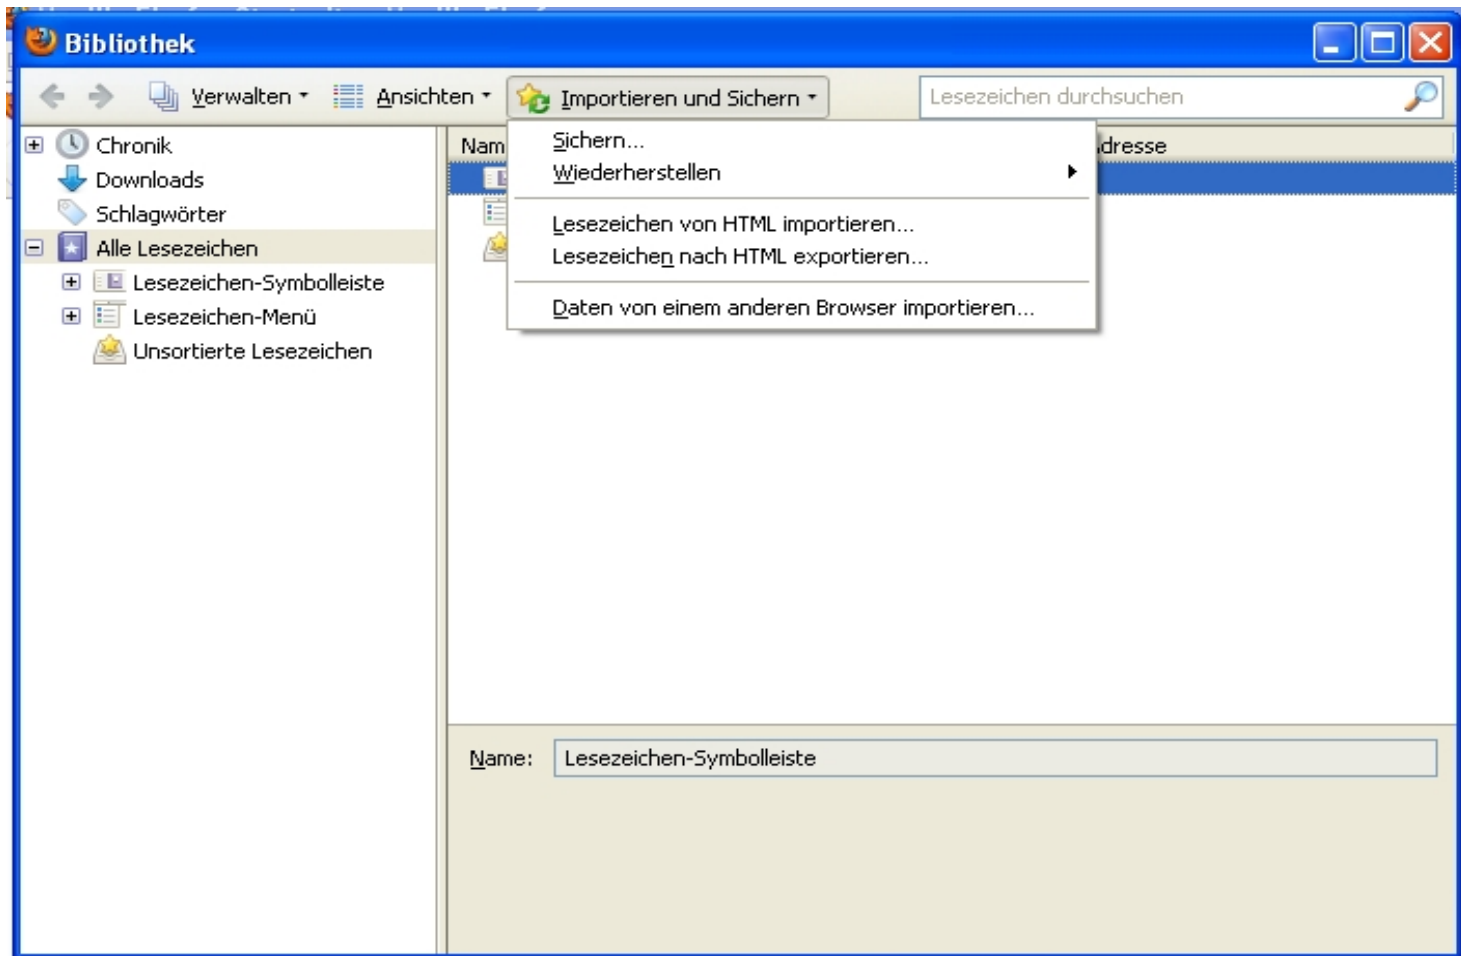 Bibliothek
Verwalten Ansichten Importieren und Sichern Lesezeichen durchsuchen
Chronik
Downloads
Schlagwörter
Alle Lesezeichen
Lesezeichen-Symbolleiste
Lesezeichen-Menü
Unsortierte Lesezeichen
Nam dresse
Sichern...
Wiederherstellen
Lesezeichen von HTML importieren...
Lesezeichen nach HTML exportieren...
Daten von einem anderen Browser importieren...
Name: Lesezeichen-Symbolleiste